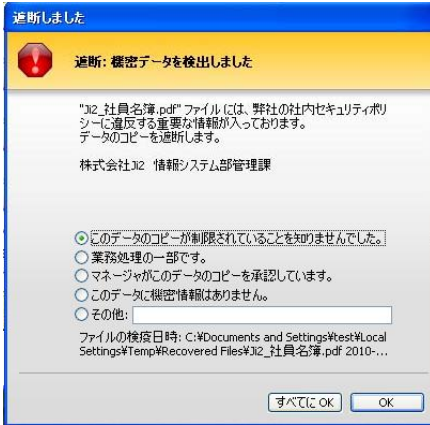 遮断しました
遮断: 機密データを検出しました
"Ji2_社員名簿.pdf" ファイル には、弊社の社内セキュリティポリ
シーに違反する重要な情報が入っております。
データのコピーを遮断します。
株式会社Ji2 情報システム部管理課
このデータのコピーが制限されていることを知りませんでした。
業務処理の一部です。
マネージャがこのデータのコピーを承認しています。
このデータに機密情報はありません。
その他:
ファイルの検疫日時: C:¥Documents and Settings¥test¥Local
Settings¥Temp¥Recovered Files¥Ji2_社員名簿.pdf 2010-...
すべてに OK
OK